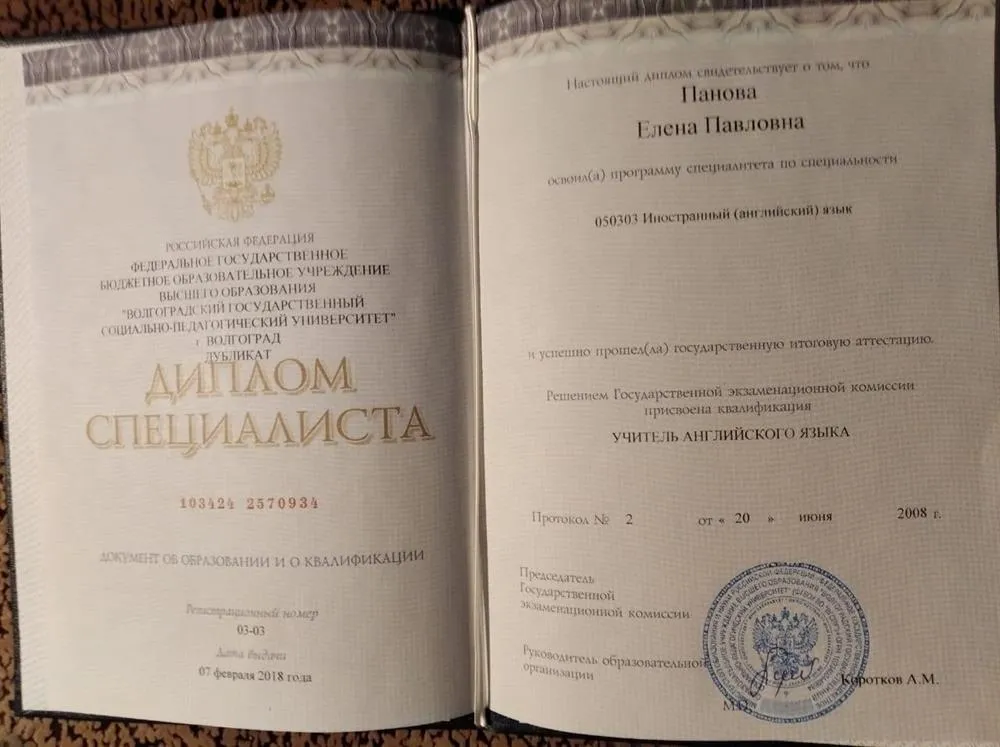 РОССИЙСКАЯ ФЕДЕРАЦИЯ
ФЕДЕРАЛЬНОЕ ГОСУДАРСТВЕННОЕ
БЮДЖЕТНОЕ ОБРАЗОВАТЕЛЬНОЕ УЧРЕЖДЕНИЕ
ВЫСШЕГО ОБРАЗОВАНИЯ
"ВОЛГОГРАДСКИЙ ГОСУДАРСТВЕННЫЙ
СОЦИАЛЬНО-ПЕДАГОГИЧЕСКИЙ УНИВЕРСИТЕТ"
г ВОЛГОГРАД
ДУБЛИКАТ
ДИПЛОМ
СПЕЦИАЛИСТА
103424 2570934
ДОКУМЕНТ ОБ ОБРАЗОВАНИИ И О КВАЛИФИКАЦИИ
Регистрационный номер
03-03
Дата выдачи
07 февраля 2018 года
Настоящий диплом свидетельствует о том, что
Панова
Елена Павловна
освоил(а) программу специалитета по специальности
050303 Иностранный (английский) язык
и успешно прошел(ла) государственную итоговую аттестацию.
Решением Государственной экзаменационной комиссии
присвоена квалификация
УЧИТЕЛЬ АНГЛИЙСКОГО ЯЗЫКА
Протокол № 2 от « 20 » июня 2008 г.
Председатель
Государственной
экзаменационной комиссии
Руководитель образовательной
организации
Коротков А.М.
М.П.